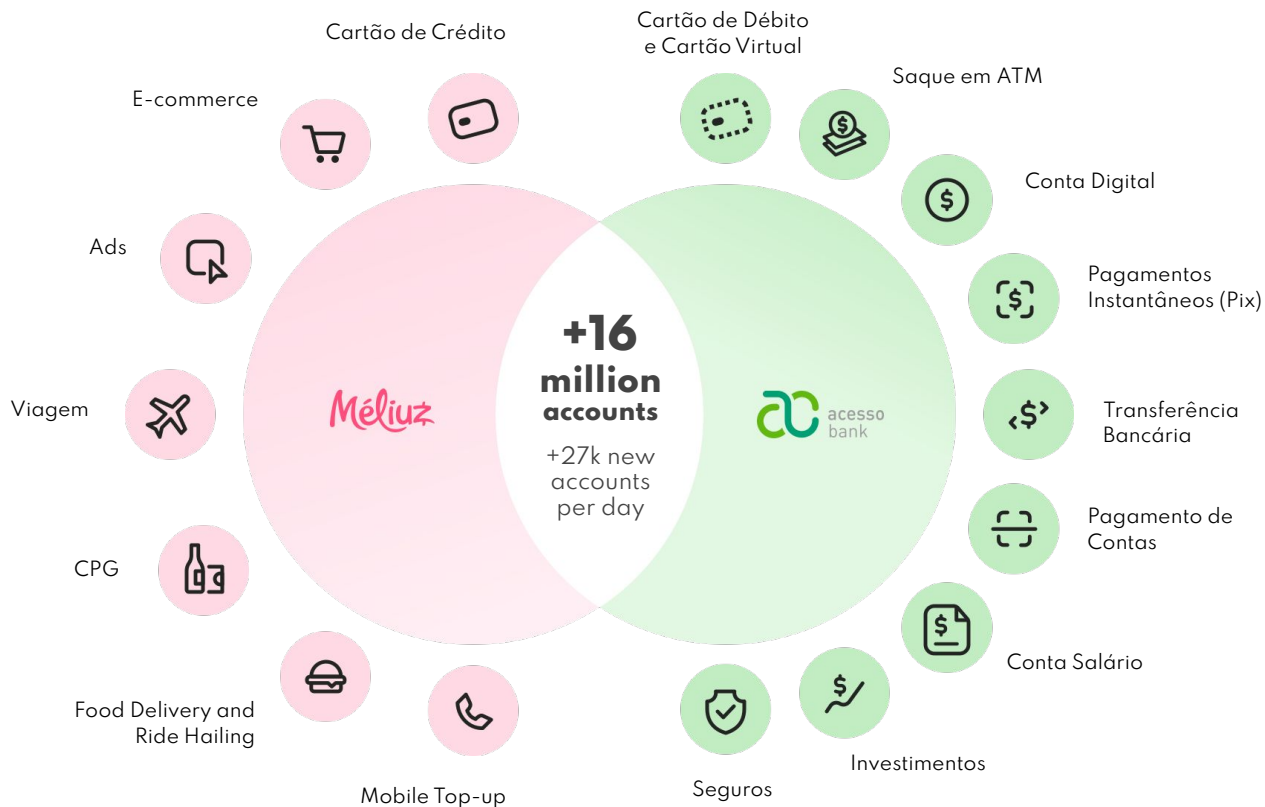 Cartão de Crédito
Cartão de Débito
e Cartão Virtual
Saque em ATM
E-commerce
Conta Digital
Ads
Pagamentos
Instantâneos (Pix)
+16
million
accounts
+27k new
accounts
per day
Méliuz
acesso
bank
Viagem
Transferência
Bancária
Pagamento de
Contas
CPG
Conta Salário
Food Delivery and
Ride Hailing
Investimentos
Mobile Top-up
Seguros